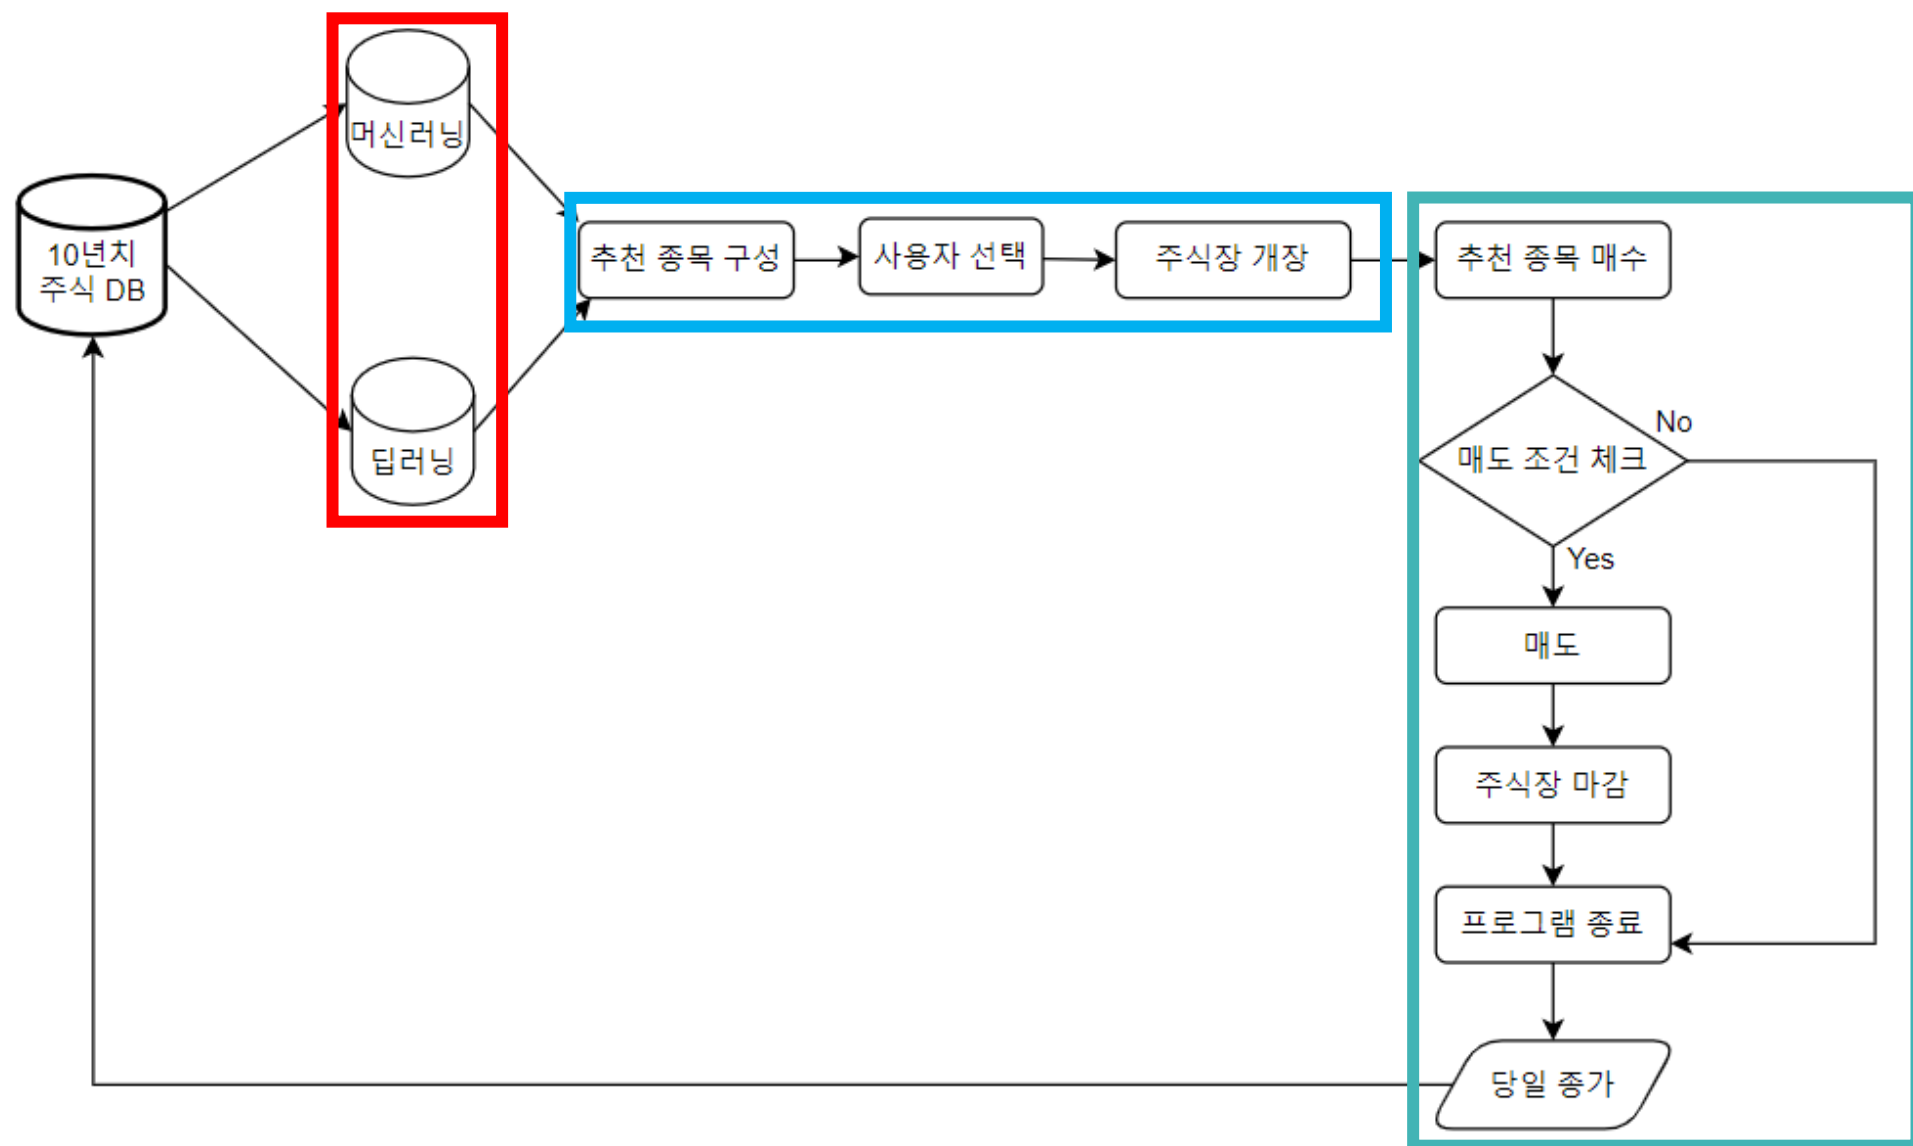 머신러닝
10년치
주식 DB
추천 종목 구성
사용자 선택
주식장 개장
추천 종목 매수
No
매도 조건 체크
딥러닝
Yes
매도
주식장 마감
프로그램 종료
당일 종가